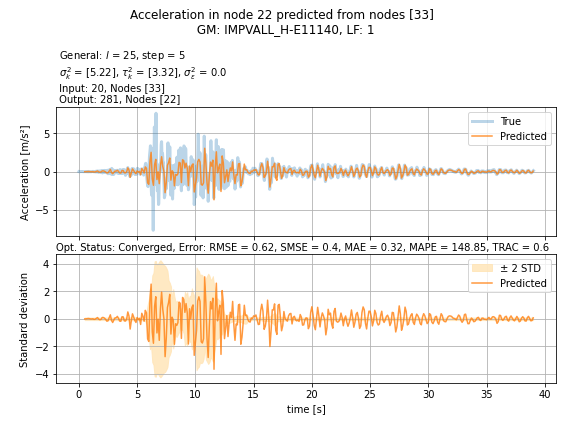 Acceleration in node 22 predicted from nodes [33]
GM: IMPVALL_H-E11140, LF: 1
General: l = 25, step = 5
σ²ₖ = [5.22], τ²ₖ = [3.32], σ²_ε = 0.0
Input: 20, Nodes [33]
Output: 281, Nodes [22]
True
Predicted
Acceleration [m/s²]
5
0
−5
Opt. Status: Converged, Error: RMSE = 0.62, SMSE = 0.4, MAE = 0.32, MAPE = 148.85, TRAC = 0.6
± 2 STD
Predicted
Standard deviation
4
2
0
−2
−4
0 5 10 15 20 25 30 35 40
time [s]